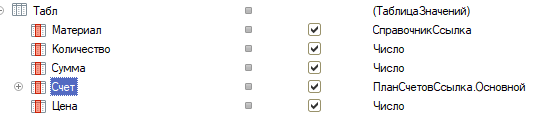 Табл (ТаблицаЗначений)
Материал СправочникСсылка
Количество Число
Сумма Число
Счет ПланСчетовСсылка.Основной
Цена Число